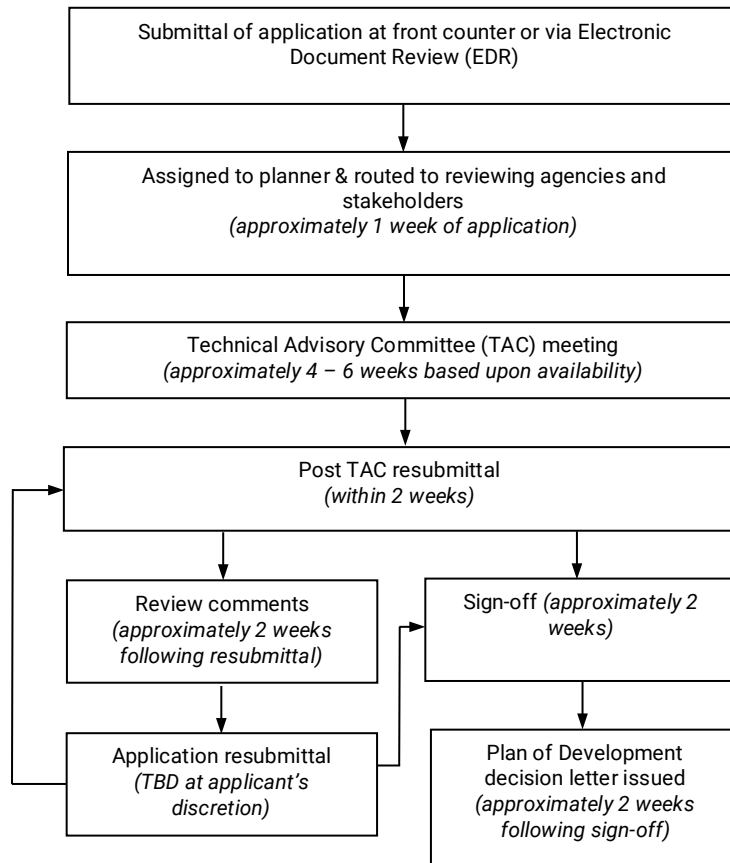 Submittal of application at front counter or via Electronic
Document Review (EDR)
Assigned to planner & routed to reviewing agencies and
stakeholders
(approximately 1 week of application)
Technical Advisory Committee (TAC) meeting
(approximately 4 – 6 weeks based upon availability)
Post TAC resubmittal
(within 2 weeks)
Review comments
(approximately 2 weeks
following resubmittal)
Sign-off (approximately 2
weeks)
Application resubmittal
(TBD at applicant’s
discretion)
Plan of Development
decision letter issued
(approximately 2 weeks
following sign-off)